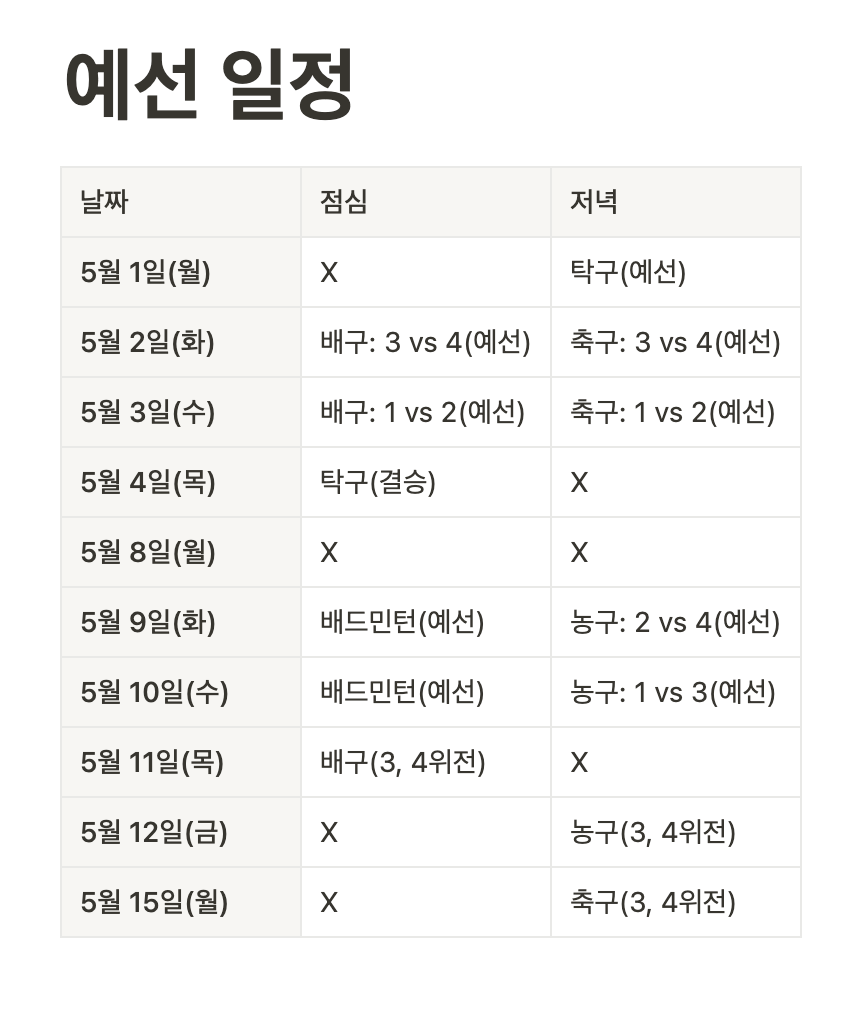 예선 일정
날짜 점심 저녁
5월 1일(월) X 탁구(예선)
5월 2일(화) 배구: 3 vs 4(예선) 축구: 3 vs 4(예선)
5월 3일(수) 배구: 1 vs 2(예선) 축구: 1 vs 2(예선)
5월 4일(목) 탁구(결승) X
5월 8일(월) X X
5월 9일(화) 배드민턴(예선) 농구: 2 vs 4(예선)
5월 10일(수) 배드민턴(예선) 농구: 1 vs 3(예선)
5월 11일(목) 배구(3, 4위전) X
5월 12일(금) X 농구(3, 4위전)
5월 15일(월) X 축구(3, 4위전)